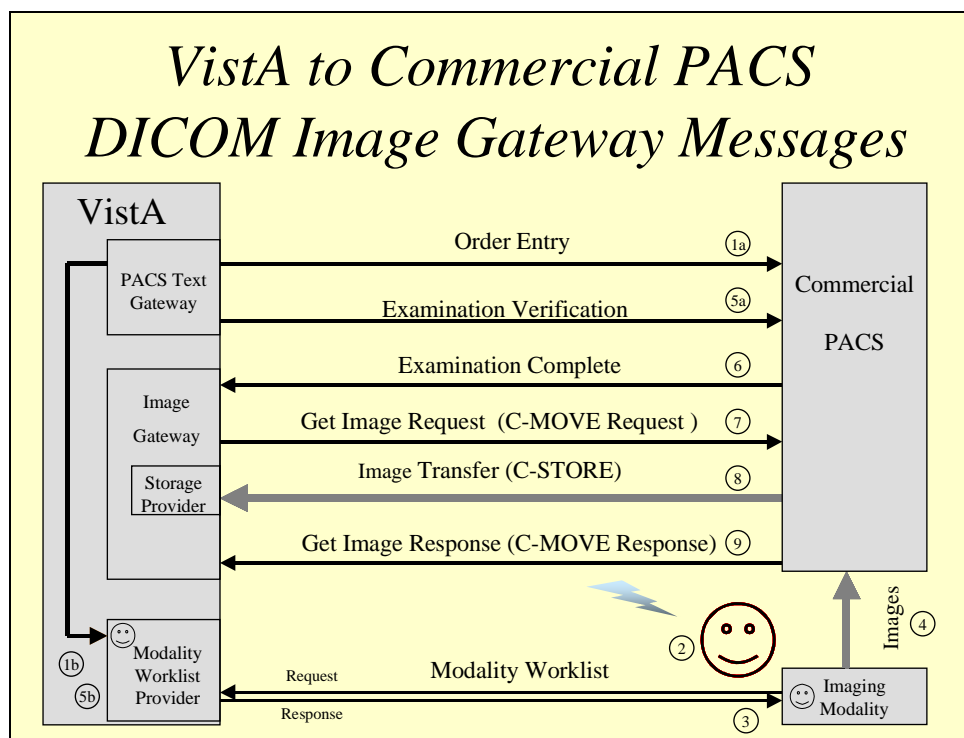 VistA to Commercial PACS
DICOM Image Gateway Messages
VistA
PACS Text
Gateway
Order Entry
1a
Examination Verification
5a
Commercial
PACS
Examination Complete
6
Image
Gateway
Get Image Request (C-MOVE Request )
7
Storage
Provider
Image Transfer (C-STORE)
8
Get Image Response (C-MOVE Response)
9
Images
4
2
1b
5b
Modality
Worklist
Provider
Request
Modality Worklist
Response
3
Imaging
Modality